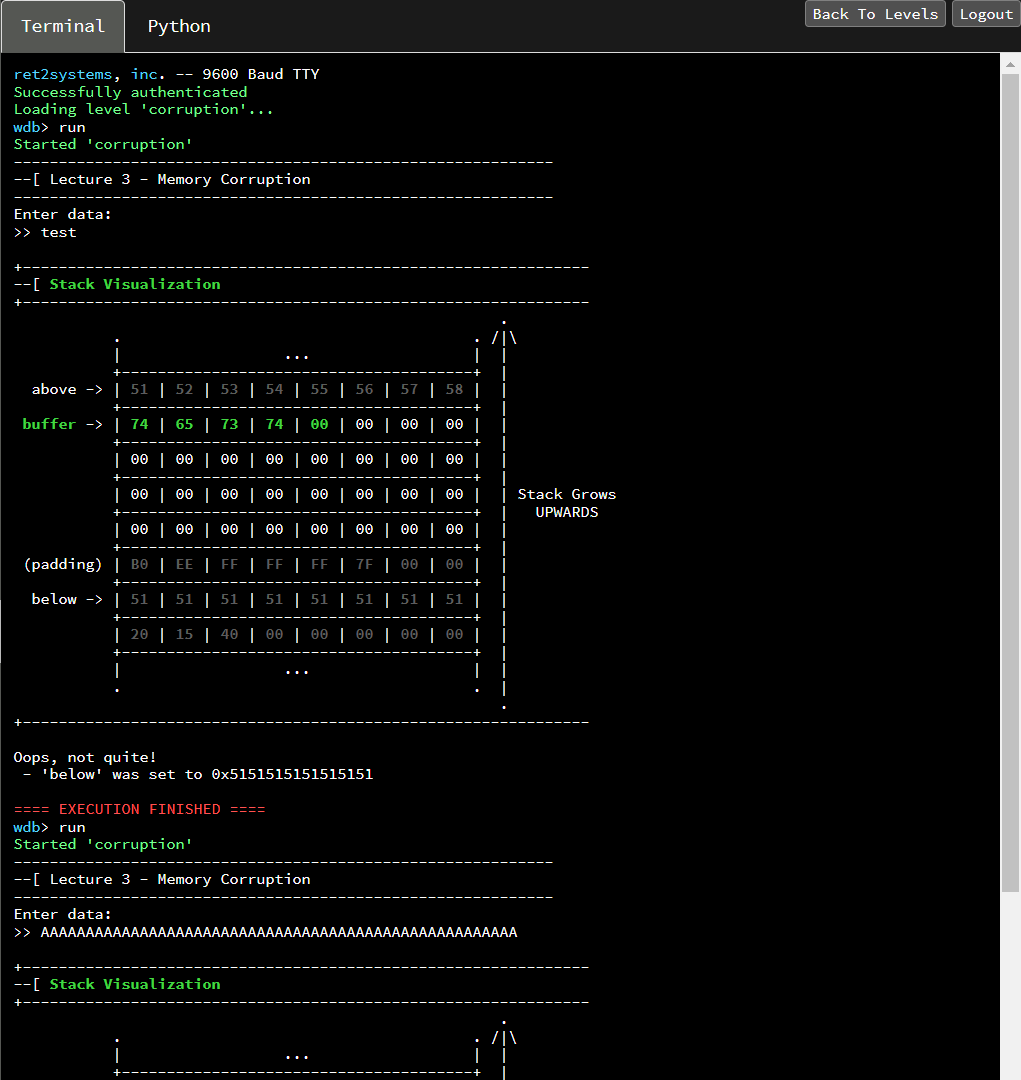 Terminal
Python
Back To Levels
Logout
ret2systems, inc. -- 9600 Baud TTY
Successfully authenticated
Loading level 'corruption'...
wdb> run
Started 'corruption'
------------------------------------------------------------
--[ Lecture 3 - Memory Corruption
------------------------------------------------------------
Enter data:
>> test
+---------------------------------------------------------------
--[ Stack Visualization
+---------------------------------------------------------------
.
. . /|\
| ... | |
+---------------------------------------+ |
above -> | 51 | 52 | 53 | 54 | 55 | 56 | 57 | 58 | |
+---------------------------------------+ |
buffer -> | 74 | 65 | 73 | 74 | 00 | 00 | 00 | 00 | |
+---------------------------------------+ |
| 00 | 00 | 00 | 00 | 00 | 00 | 00 | 00 | |
+---------------------------------------+ |
| 00 | 00 | 00 | 00 | 00 | 00 | 00 | 00 | | Stack Grows
+---------------------------------------+ | UPWARDS
| 00 | 00 | 00 | 00 | 00 | 00 | 00 | 00 | |
+---------------------------------------+ |
(padding) | B0 | EE | FF | FF | FF | 7F | 00 | 00 | |
+---------------------------------------+ |
below -> | 51 | 51 | 51 | 51 | 51 | 51 | 51 | 51 | |
+---------------------------------------+ |
| 20 | 15 | 40 | 00 | 00 | 00 | 00 | 00 | |
+---------------------------------------+ |
| ... | |
. . |
.
+---------------------------------------------------------------
Oops, not quite!
- 'below' was set to 0x5151515151515151
==== EXECUTION FINISHED ====
wdb> run
Started 'corruption'
------------------------------------------------------------
--[ Lecture 3 - Memory Corruption
------------------------------------------------------------
Enter data:
>> AAAAAAAAAAAAAAAAAAAAAAAAAAAAAAAAAAAAAAAAAAAAAAAAAAAAA
+---------------------------------------------------------------
--[ Stack Visualization
+---------------------------------------------------------------
.
. . /|\
| ... | |
+---------------------------------------+ |